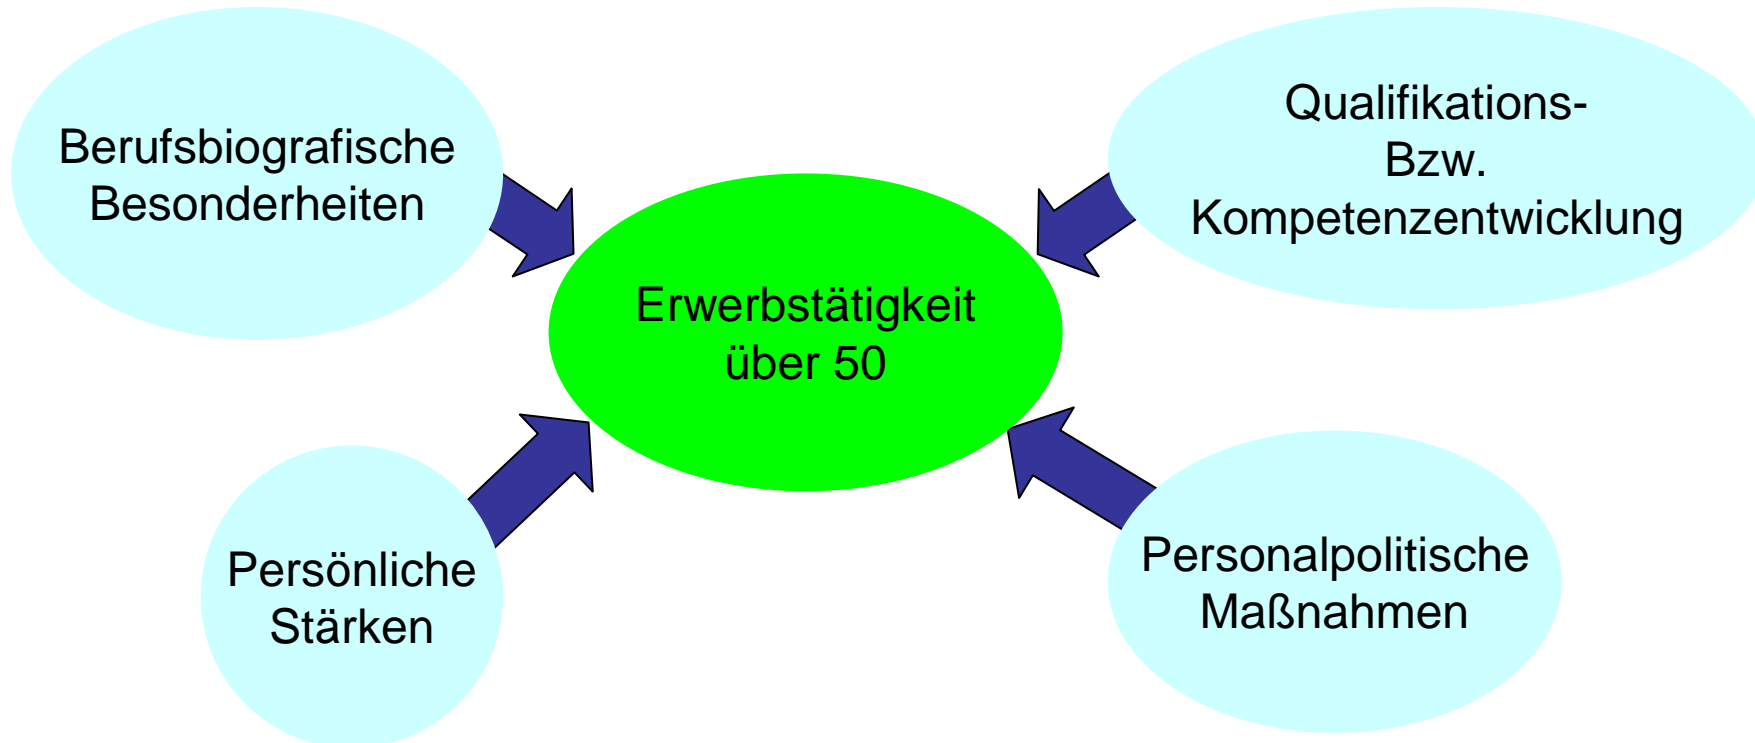 Berufsbiografische
Besonderheiten
Qualifikations-
Bzw.
Kompetenzentwicklung
Erwerbstätigkeit
über 50
Persönliche
Stärken
Personalpolitische
Maßnahmen